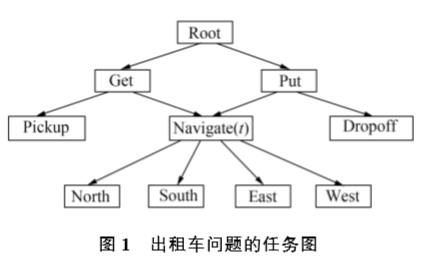 Root
Get Put
Pickup Navigate(t) Dropoff
North South East West
图 1 出租车问题的任务图